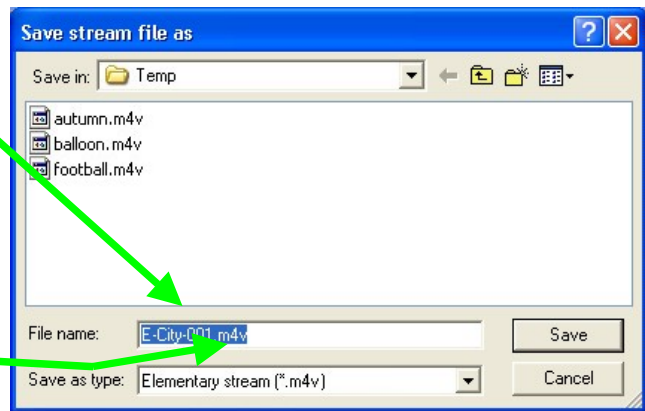 Save stream file as
Save in: Temp
autumn.m4v
balloon.m4v
football.m4v
File name: E-City-001.m4v Save
Save as type: Elementary stream (*.m4v) Cancel